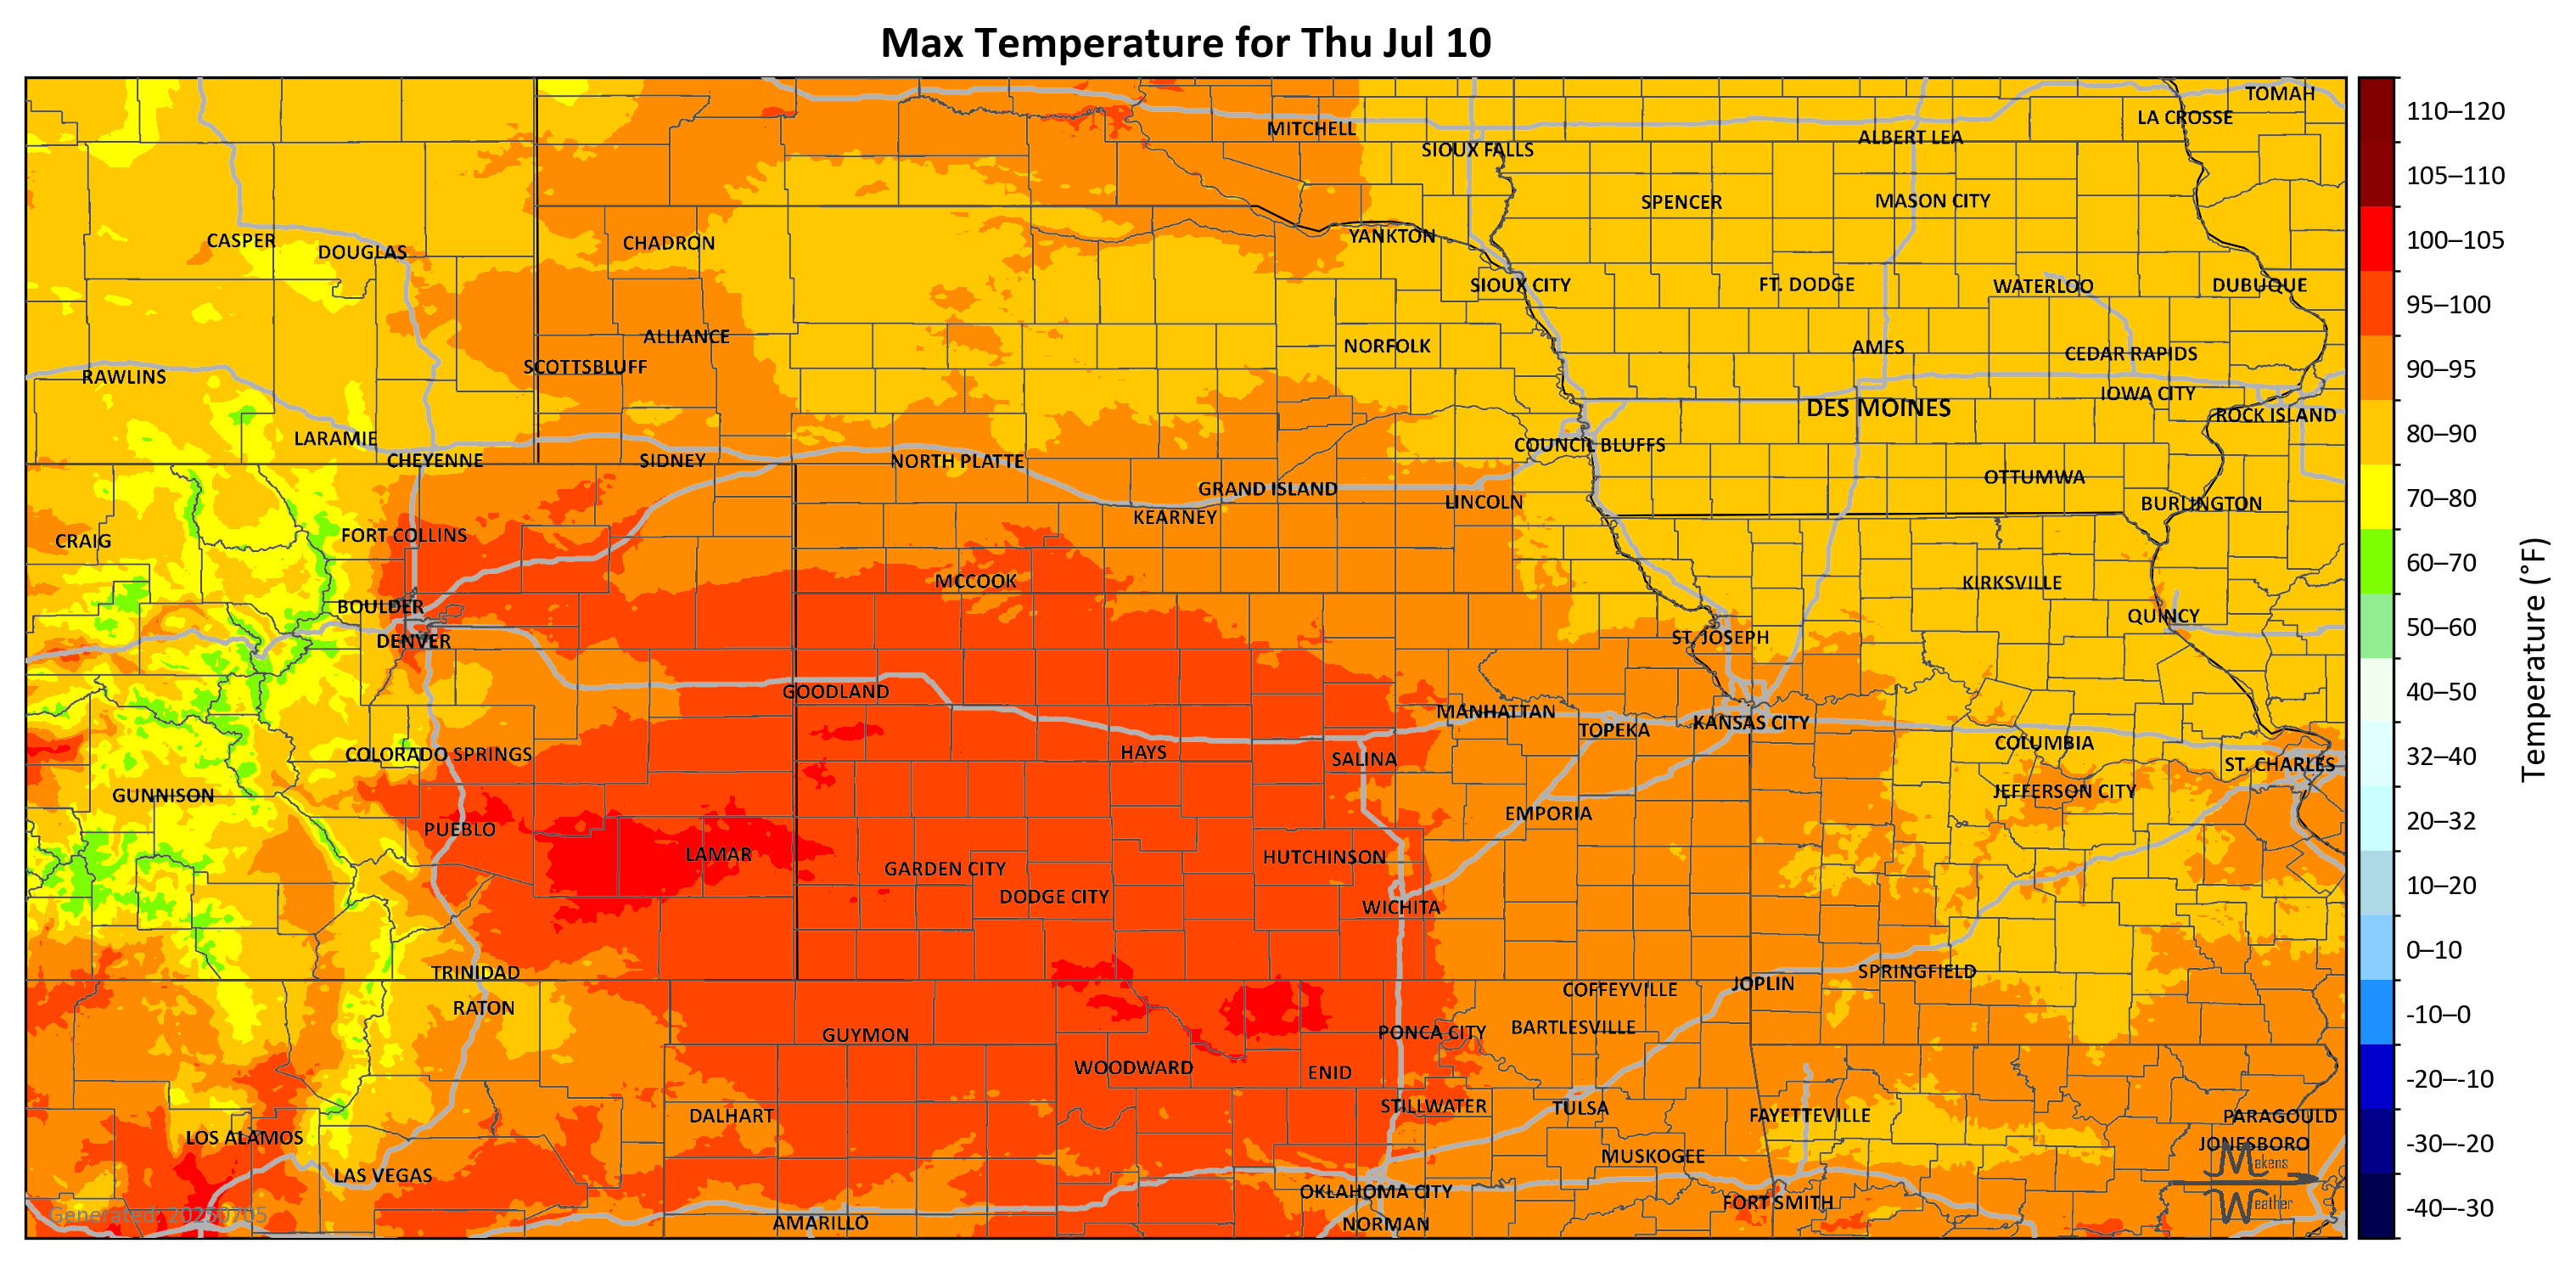 Max Temperature for Thu Jul 10
TOMAH
LA CROSSE
MITCHELL
ALBERT LEA
SIOUX FALLS
SPENCER
MASON CITY
CASPER
DOUGLAS
CHADRON
YANKTON
SIOUX CITY
FT. DODGE
WATERLOO
DUBUQUE
ALLIANCE
NORFOLK
AMES
CEDAR RAPIDS
SCOTTSBLUFF
RAWLINS
IOWA CITY
DES MOINES
ROCK ISLAND
LARAMIE
COUNCIL BLUFFS
CHEYENNE
SIDNEY
NORTH PLATTE
OTTUMWA
GRAND ISLAND
LINCOLN
BURLINGTON
KEARNEY
FORT COLLINS
CRAIG
MCCOOK
KIRKSVILLE
BOULDER
QUINCY
DENVER
ST. JOSEPH
GOODLAND
MANHATTAN
TOPEKA
KANSAS CITY
COLUMBIA
COLORADO SPRINGS
HAYS
SALINA
ST. CHARLES
GUNNISON
JEFFERSON CITY
EMPORIA
PUEBLO
LAMAR
HUTCHINSON
GARDEN CITY
DODGE CITY
WICHITA
TRINIDAD
SPRINGFIELD
JOPLIN
COFFEYVILLE
RATON
BARTLESVILLE
GUYMON
PONCA CITY
WOODWARD
ENID
STILLWATER
TULSA
DALHART
FAYETTEVILLE
PARAGOULD
LOS ALAMOS
JONESBORO
MUSKOGEE
LAS VEGAS
OKLAHOMA CITY
FORT SMITH
AMARILLO
NORMAN
Generated: 20250705
Makens
Weather
110–120
105–110
100–105
95–100
90–95
80–90
70–80
60–70
50–60
40–50
32–40
20–32
10–20
0–10
-10–0
-20–-10
-30–-20
-40–-30
Temperature (°F)